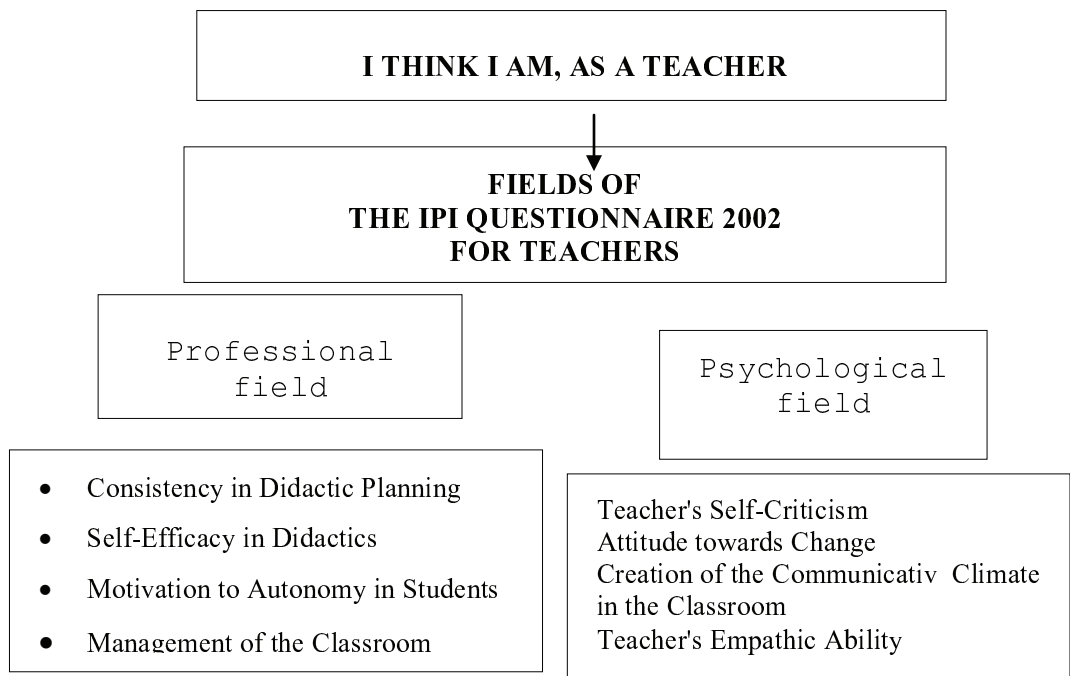 I THINK I AM, AS A TEACHER
FIELDS OF
THE IPI QUESTIONNAIRE 2002
FOR TEACHERS
Professional
field
• Consistency in Didactic Planning
• Self-Efficacy in Didactics
• Motivation to Autonomy in Students
• Management of the Classroom
Psychological
field
Teacher's Self-Criticism
Attitude towards Change
Creation of the Communicativ Climate
in the Classroom
Teacher's Empathic Ability